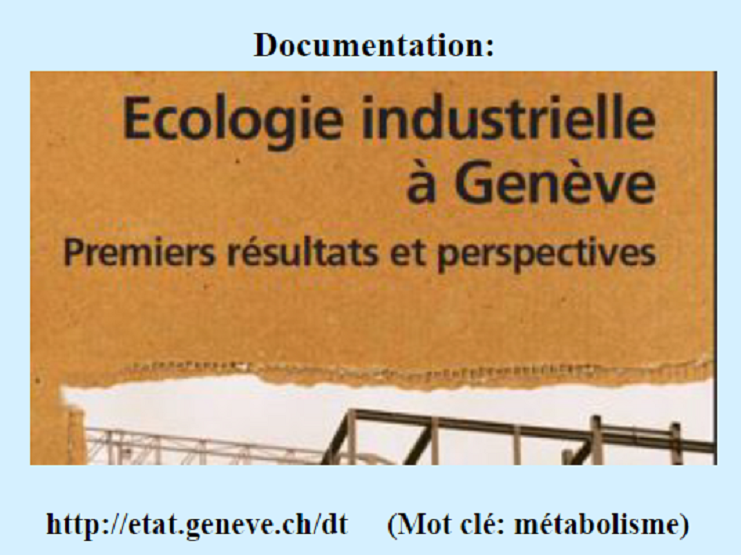 Documentation:
Ecologie industrielle
à Genève
Premiers résultats et perspectives
http://etat.geneve.ch/dt (Mot clé: métabolisme)